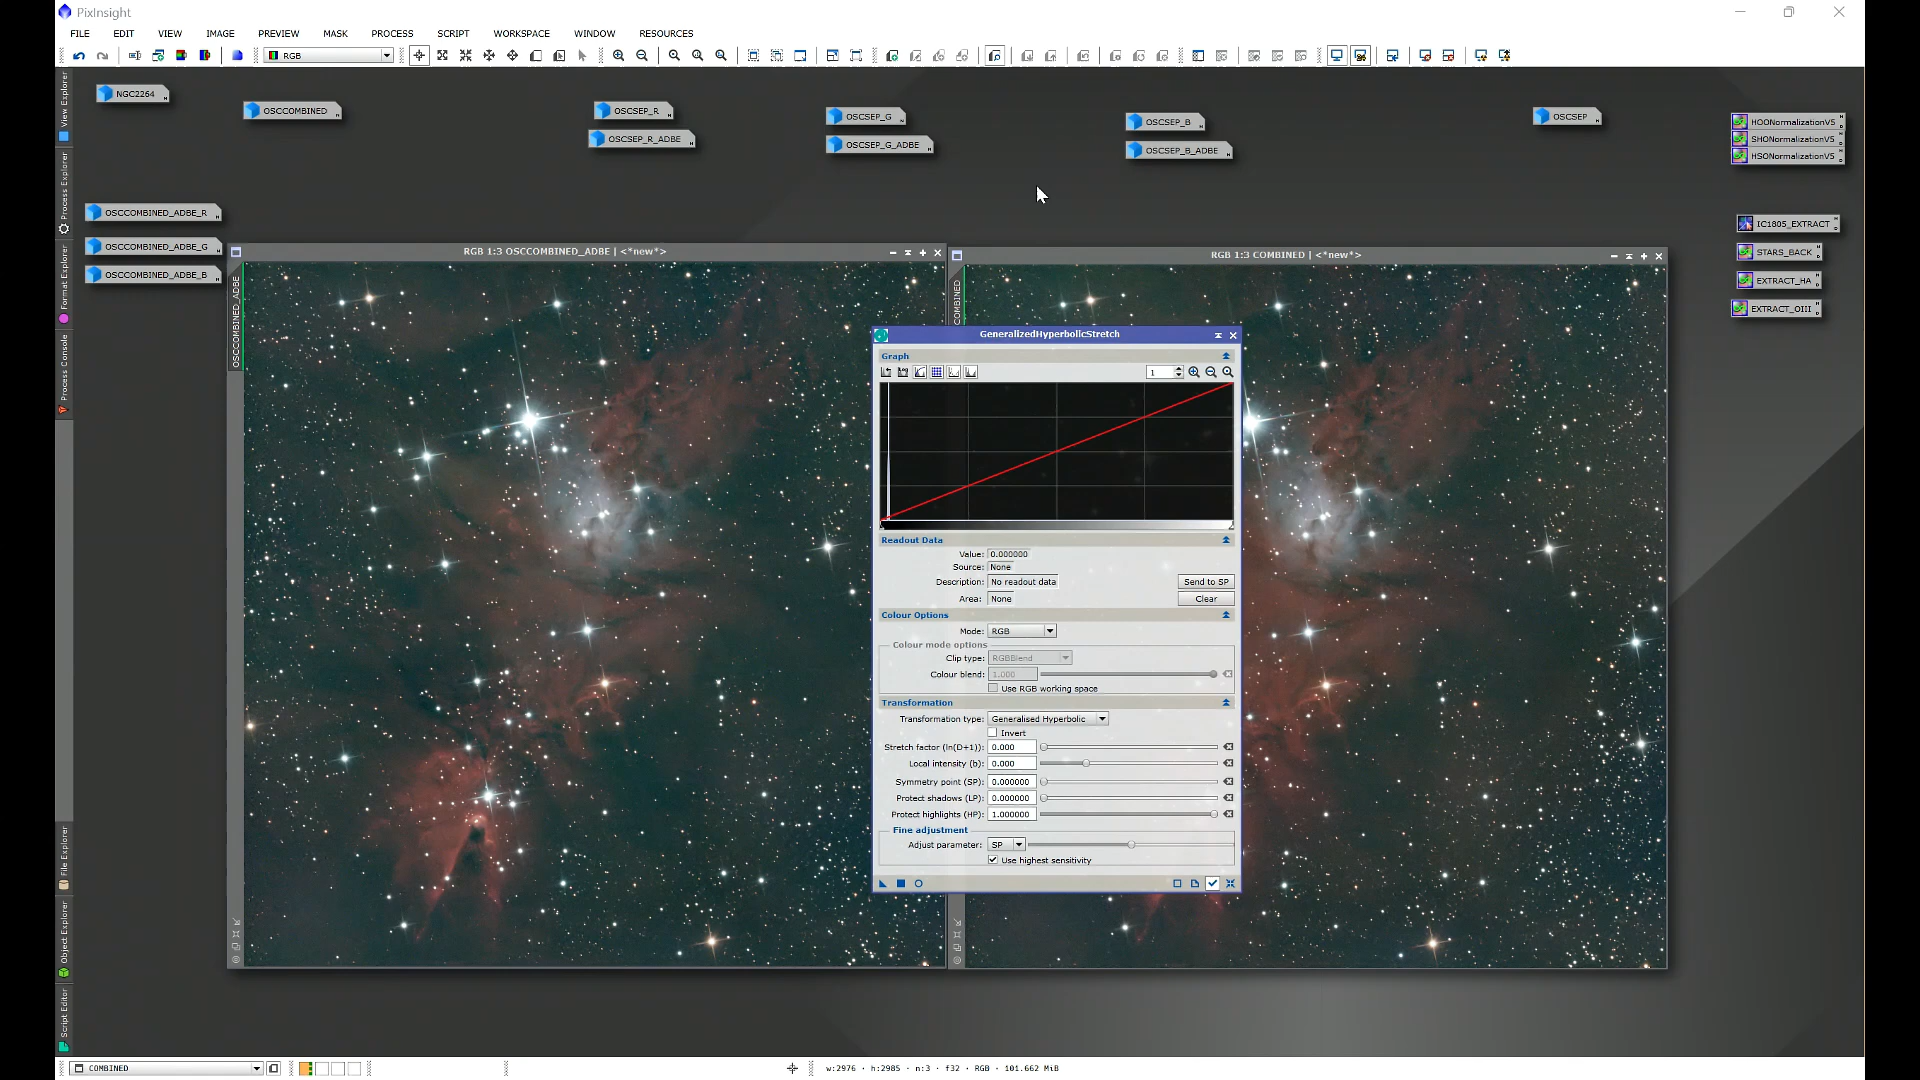 PixInsight
FILE EDIT VIEW IMAGE MASK PROCESS SCRIPT WORKSPACE WINDOW RESOURCES
RGB
View Explorer
Process Explorer
Format Explorer
Process Console
File Explorer
Object Explorer
Script Editor
NGC2264
OSCCOMBINED
OSCSEP_R
OSCSEP_R_ADBE
OSCSEP_G
OSCSEP_G_ADBE
OSCSEP_B
OSCSEP_B_ADBE
OSCSEP
HOONormalizationV5
SHONormalizationV5
HSONormalizationV5
OSCCOMBINED_ADBE_R
OSCCOMBINED_ADBE_G
OSCCOMBINED_ADBE_B
IC1805_EXTRACT
STARS_BACK
EXTRACT_HA
EXTRACT_OIII
RGB 1:3 OSCCOMBINED_ADBE | <*new*>
OSCCOMBINED_ADBE
RGB 1:3 COMBINED | <*new*>
COMBINED
GeneralizedHyperbolicStretch
Graph
1
Readout Data
Value: 0.000000
Source: None
Description: No readout data Send to SP
Area: None Clear
Colour Options
Mode: RGB
Colour mode options
Clip type: RGBBlend
Colour blend: 1.000
Use RGB working space
Transformation
Transformation type: Generalised Hyperbolic
Invert
Stretch factor (ln(D+1)): 0.000
Local intensity (b): 0.000
Symmetry point (SP): 0.000000
Protect shadows (LP): 0.000000
Protect highlights (HP): 1.000000
Fine adjustment
Adjust parameter: SP
Use highest sensitivity
COMBINED
w:2976 · h:2985 · n:3 · f32 · RGB · 101.662 MiB